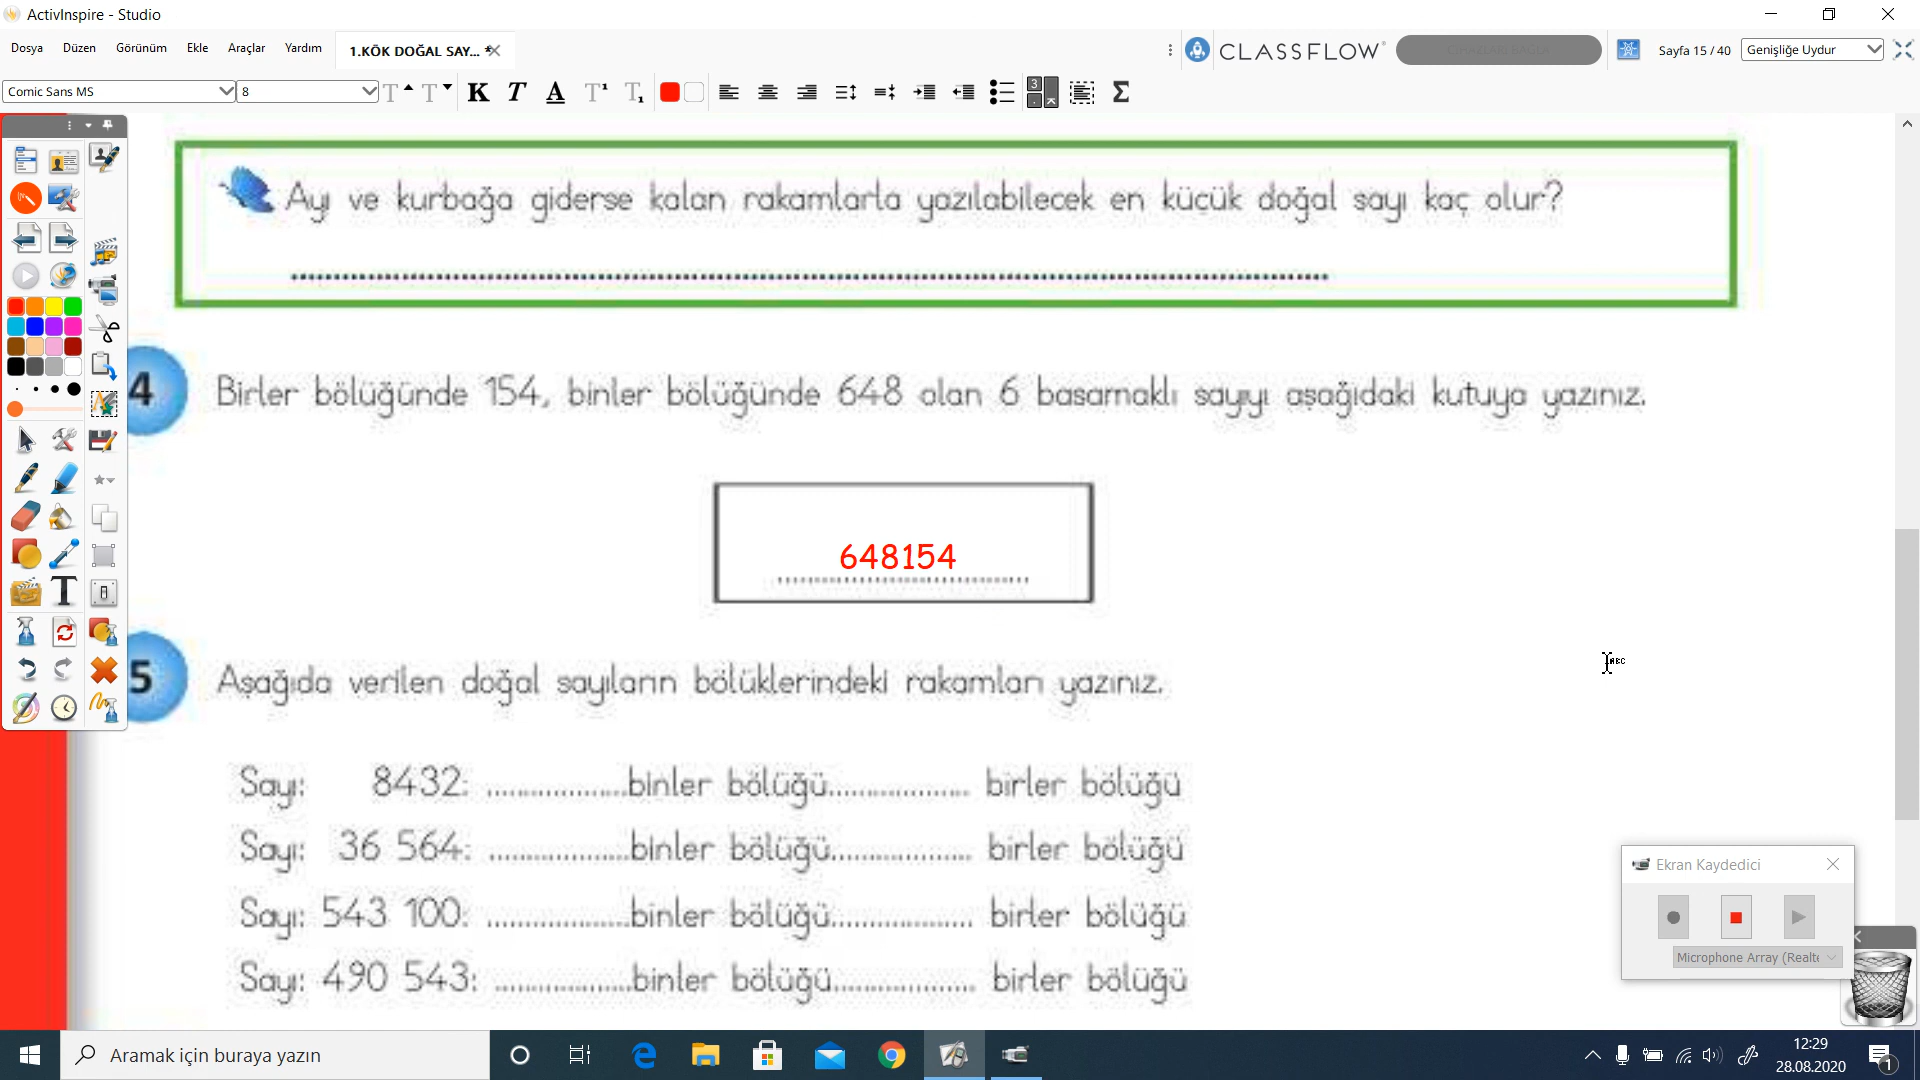 ActivInspire - Studio
Dosya Düzen Görünüm Ekle Araçlar Yardım 1.KÖK DOĞAL SAY... * CLASSFLOW Sayfa 15 / 40 Genişliğe Uydur
Comic Sans MS 8
Ayı ve kurbağa giderse kalan rakamlarla yazılabilecek en küçük doğal sayı kaç olur?
4 Birler bölüğünde 154, binler bölüğünde 648 olan 6 basamaklı sayıyı aşağıdaki kutuya yazınız.
648154
5 Aşağıda verilen doğal sayıların bölüklerindeki rakamları yazınız.
Sayı: 8432: ...................binler bölüğü................... birler bölüğü
Sayı: 36 564: ...................binler bölüğü................... birler bölüğü
Sayı: 543 100: ...................binler bölüğü................... birler bölüğü
Sayı: 490 543: ...................binler bölüğü................... birler bölüğü
Ekran Kaydedici
Microphone Array (Realte
Aramak için buraya yazın
12:29
28.08.2020
1